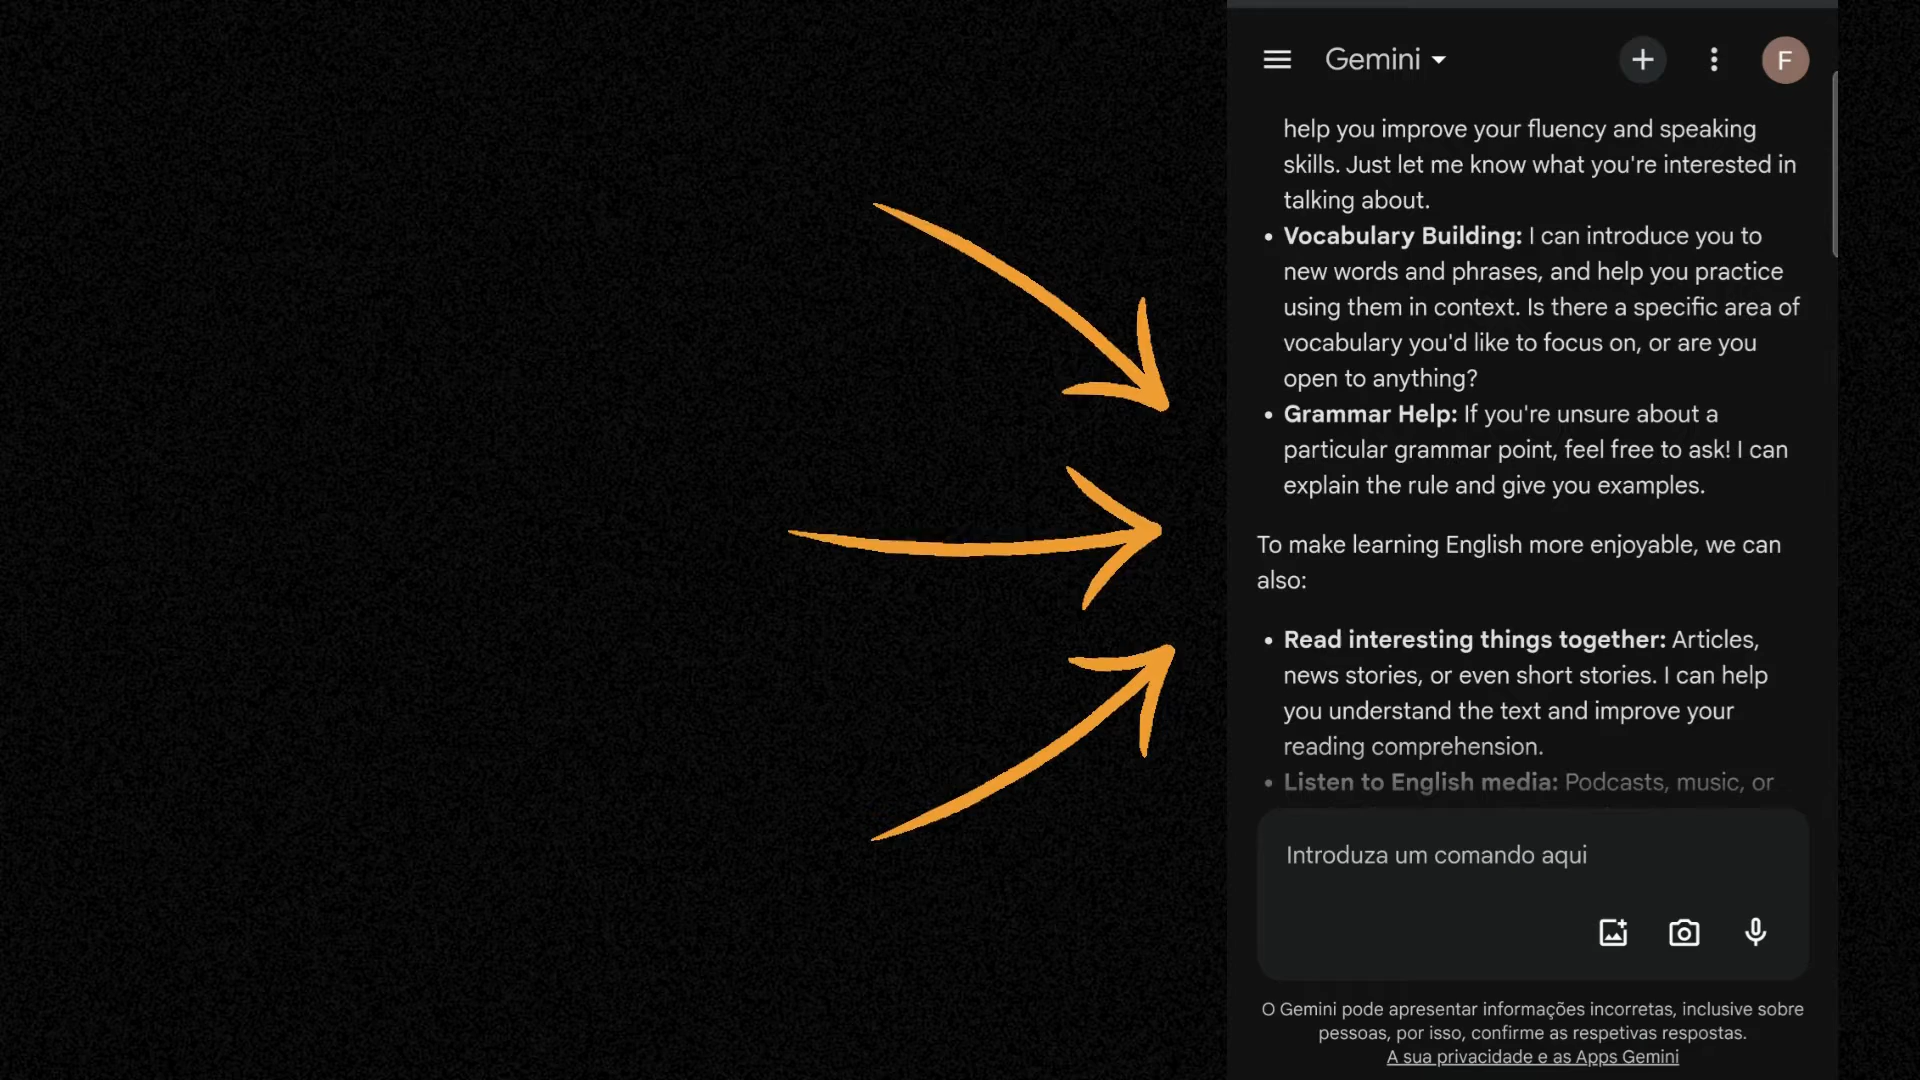 Gemini
F
help you improve your fluency and speaking
skills. Just let me know what you're interested in
talking about.
• Vocabulary Building: I can introduce you to
new words and phrases, and help you practice
using them in context. Is there a specific area of
vocabulary you'd like to focus on, or are you
open to anything?
• Grammar Help: If you're unsure about a
particular grammar point, feel free to ask! I can
explain the rule and give you examples.
To make learning English more enjoyable, we can
also:
• Read interesting things together: Articles,
news stories, or even short stories. I can help
you understand the text and improve your
reading comprehension.
• Listen to English media: Podcasts, music, or
Introduza um comando aqui
O Gemini pode apresentar informações incorretas, inclusive sobre
pessoas, por isso, confirme as respetivas respostas.
A sua privacidade e as Apps Gemini